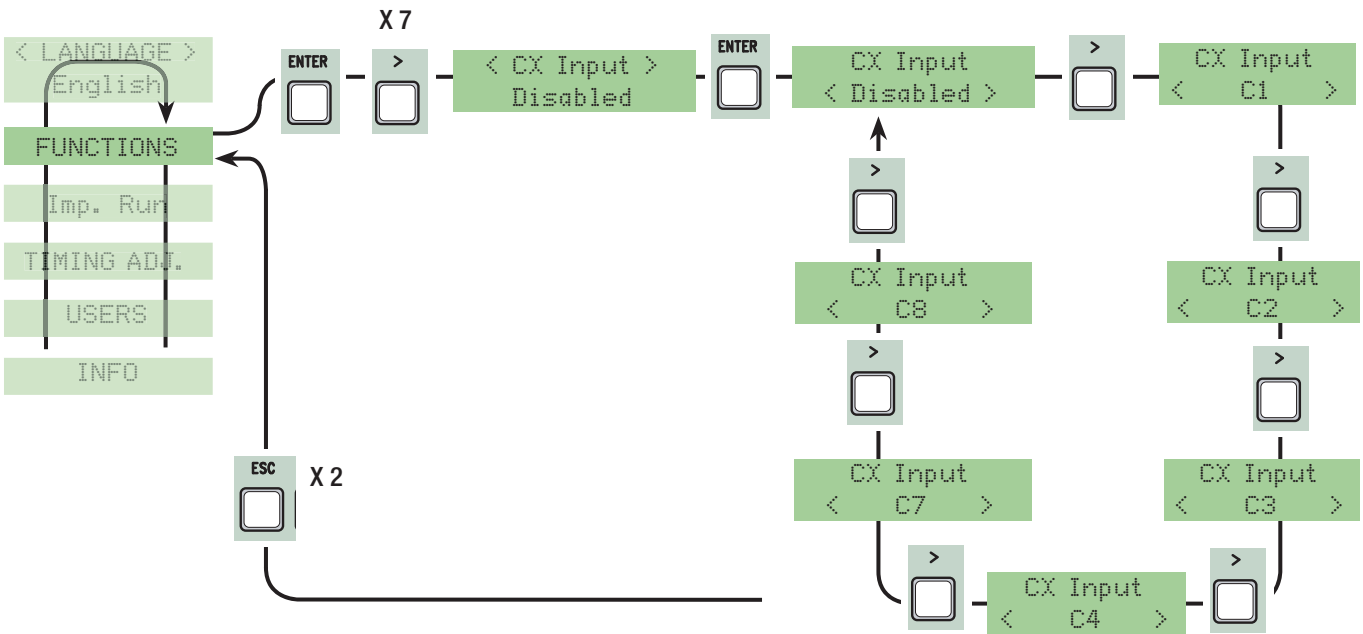 X 7
< LANGUAGE >
English
FUNCTIONS
Imp. Run
TIMING ADJ.
USERS
INFO
ENTER
>
< CX Input >
Disabled
ENTER
CX Input
< Disabled >
>
CX Input
< C1 >
>
CX Input
< C2 >
>
CX Input
< C3 >
>
CX Input
< C4 >
>
CX Input
< C7 >
>
CX Input
< C8 >
>
ESC
X 2